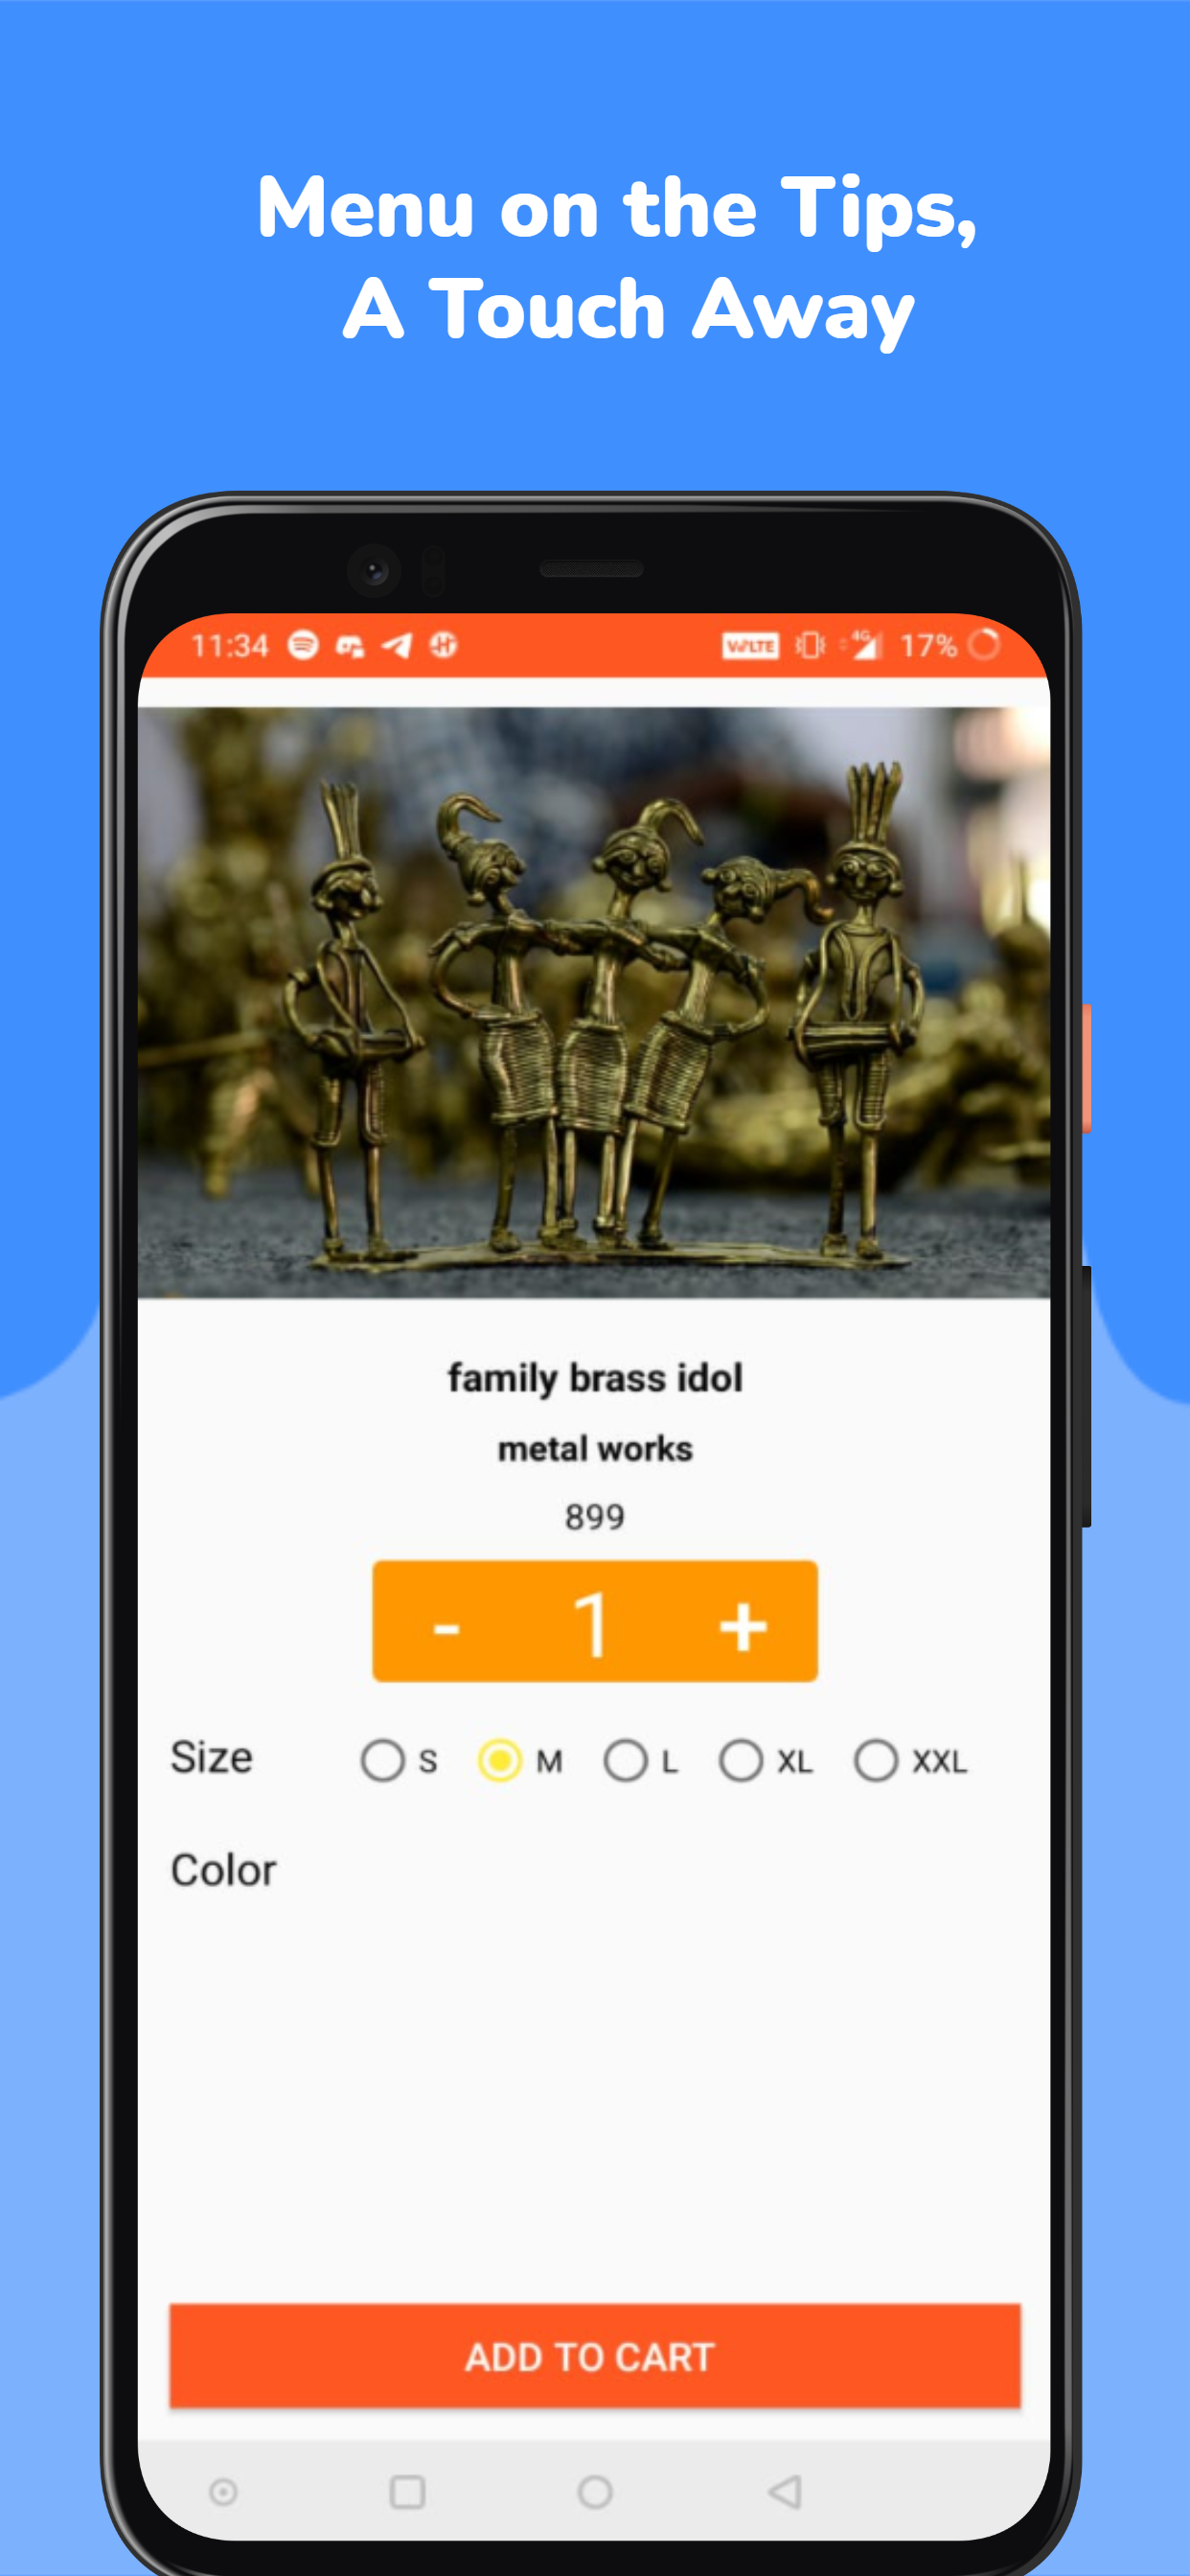 Menu on the Tips,
A Touch Away
11:34 VoLTE 4G 17%
family brass idol
metal works
899
- 1 +
Size S M L XL XXL
Color
ADD TO CART